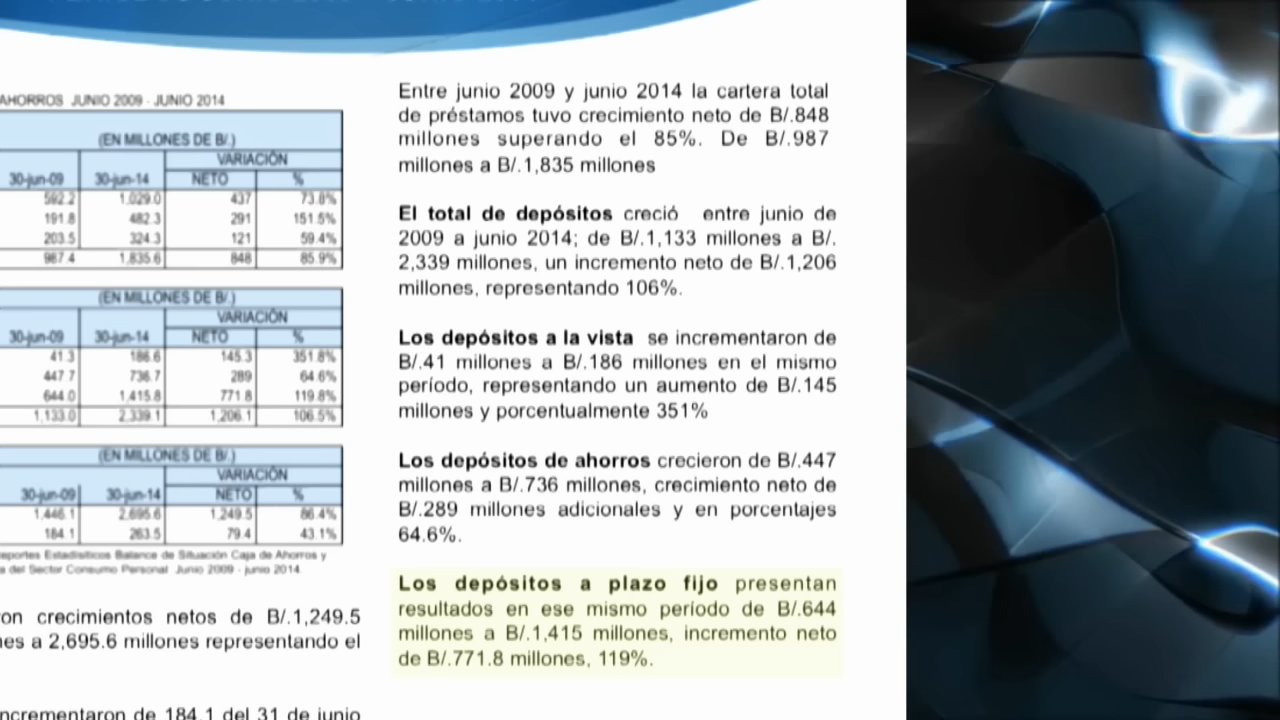 AHORROS JUNIO 2009 - JUNIO 2014
(EN MILLONES DE B/.)
VARIACIÓN
30-jun-09 30-jun-14 NETO %
592.2 1,029.0 437 73.8%
191.8 482.3 291 151.5%
203.5 324.3 121 59.4%
987.4 1,835.6 848 85.9%
(EN MILLONES DE B/.)
VARIACIÓN
30-jun-09 30-jun-14 NETO %
41.3 186.6 145.3 351.8%
447.7 736.7 289 64.6%
644.0 1,415.8 771.8 119.8%
1,133.0 2,339.1 1,206.1 106.5%
(EN MILLONES DE B/.)
VARIACIÓN
30-jun-09 30-jun-14 NETO %
1,446.1 2,695.6 1,249.5 86.4%
184.1 263.5 79.4 43.1%
eportes Estadísiticos Balance de Situación Caja de Ahorros y
a del Sector Consumo Personal Junio 2009 - junio 2014
on crecimientos netos de B/.1,249.5
nes a 2,695.6 millones representando el
ncrementaron de 184.1 del 31 de junio
Entre junio 2009 y junio 2014 la cartera total
de préstamos tuvo crecimiento neto de B/.848
millones superando el 85%. De B/.987
millones a B/.1,835 millones
El total de depósitos creció entre junio de
2009 a junio 2014; de B/.1,133 millones a B/.
2,339 millones, un incremento neto de B/.1,206
millones, representando 106%.
Los depósitos a la vista se incrementaron de
B/.41 millones a B/.186 millones en el mismo
período, representando un aumento de B/.145
millones y porcentualmente 351%
Los depósitos de ahorros crecieron de B/.447
millones a B/.736 millones, crecimiento neto de
B/.289 millones adicionales y en porcentajes
64.6%.
Los depósitos a plazo fijo presentan
resultados en ese mismo período de B/.644
millones a B/.1,415 millones, incremento neto
de B/.771.8 millones, 119%.